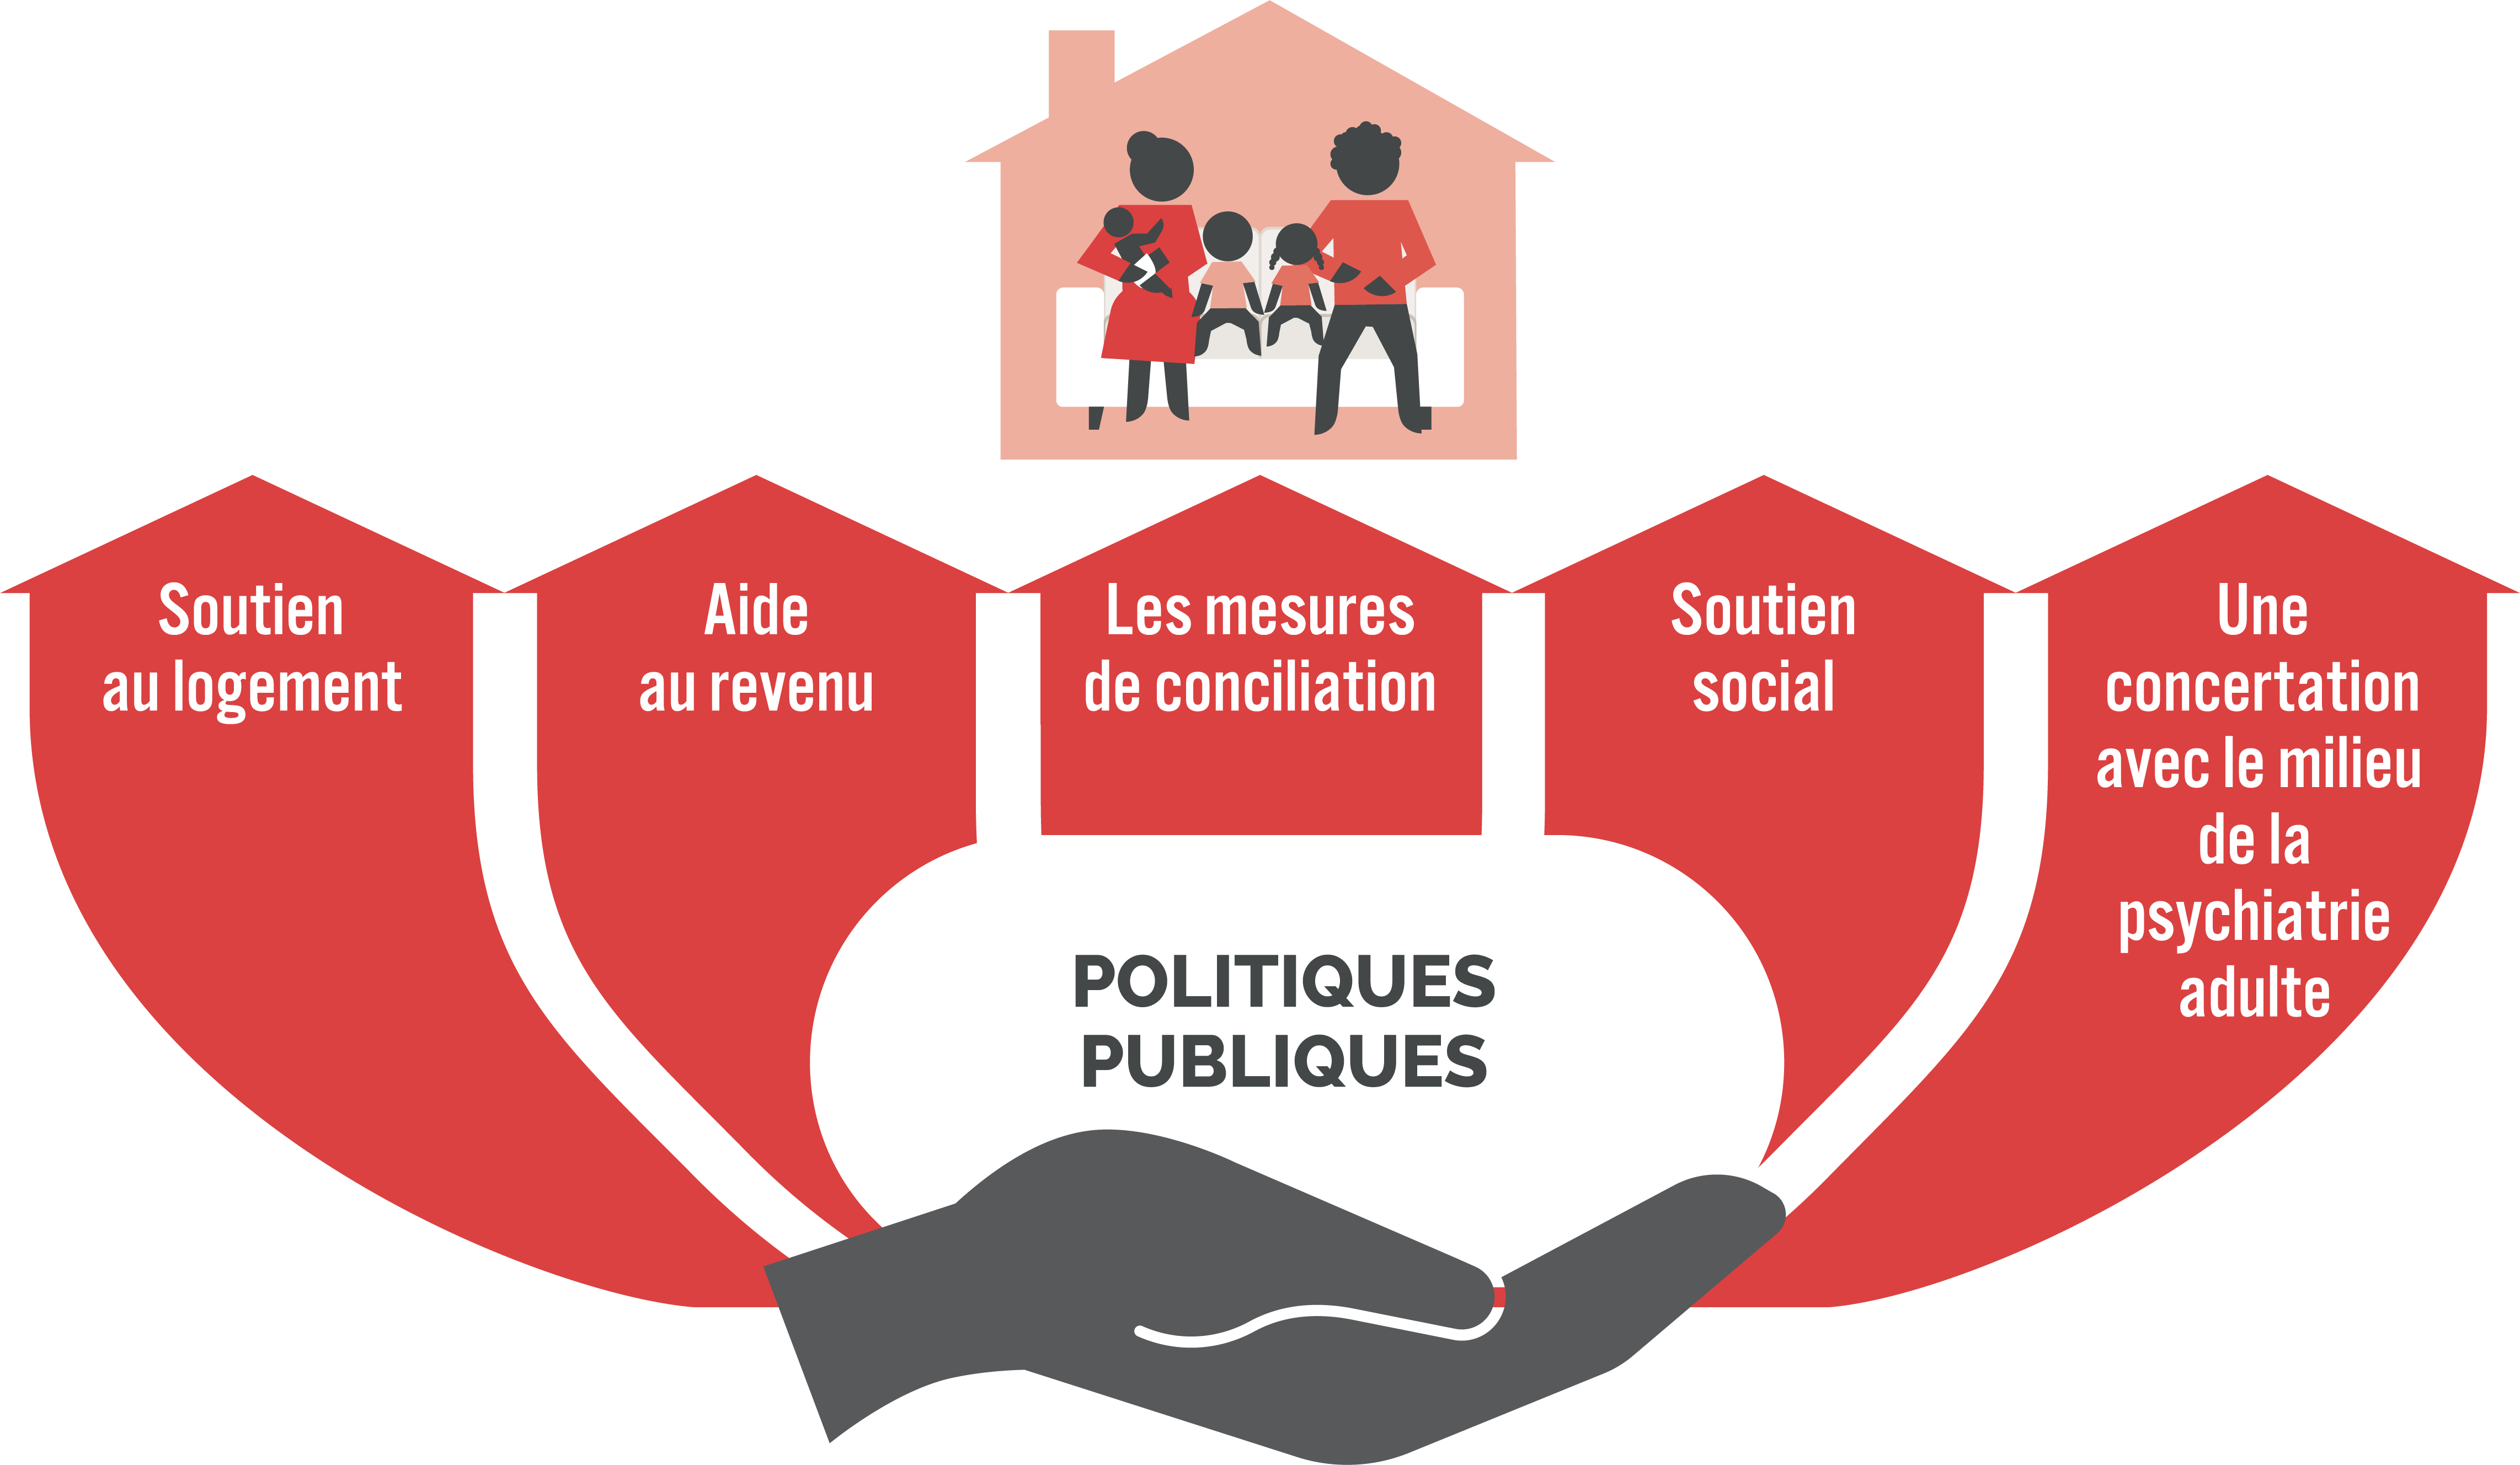 Soutien
au logement
Aide
au revenu
Les mesures
de conciliation
Soutien
social
Une
concertation
avec le milieu
de la
psychiatrie
adulte
POLITIQUES
PUBLIQUES